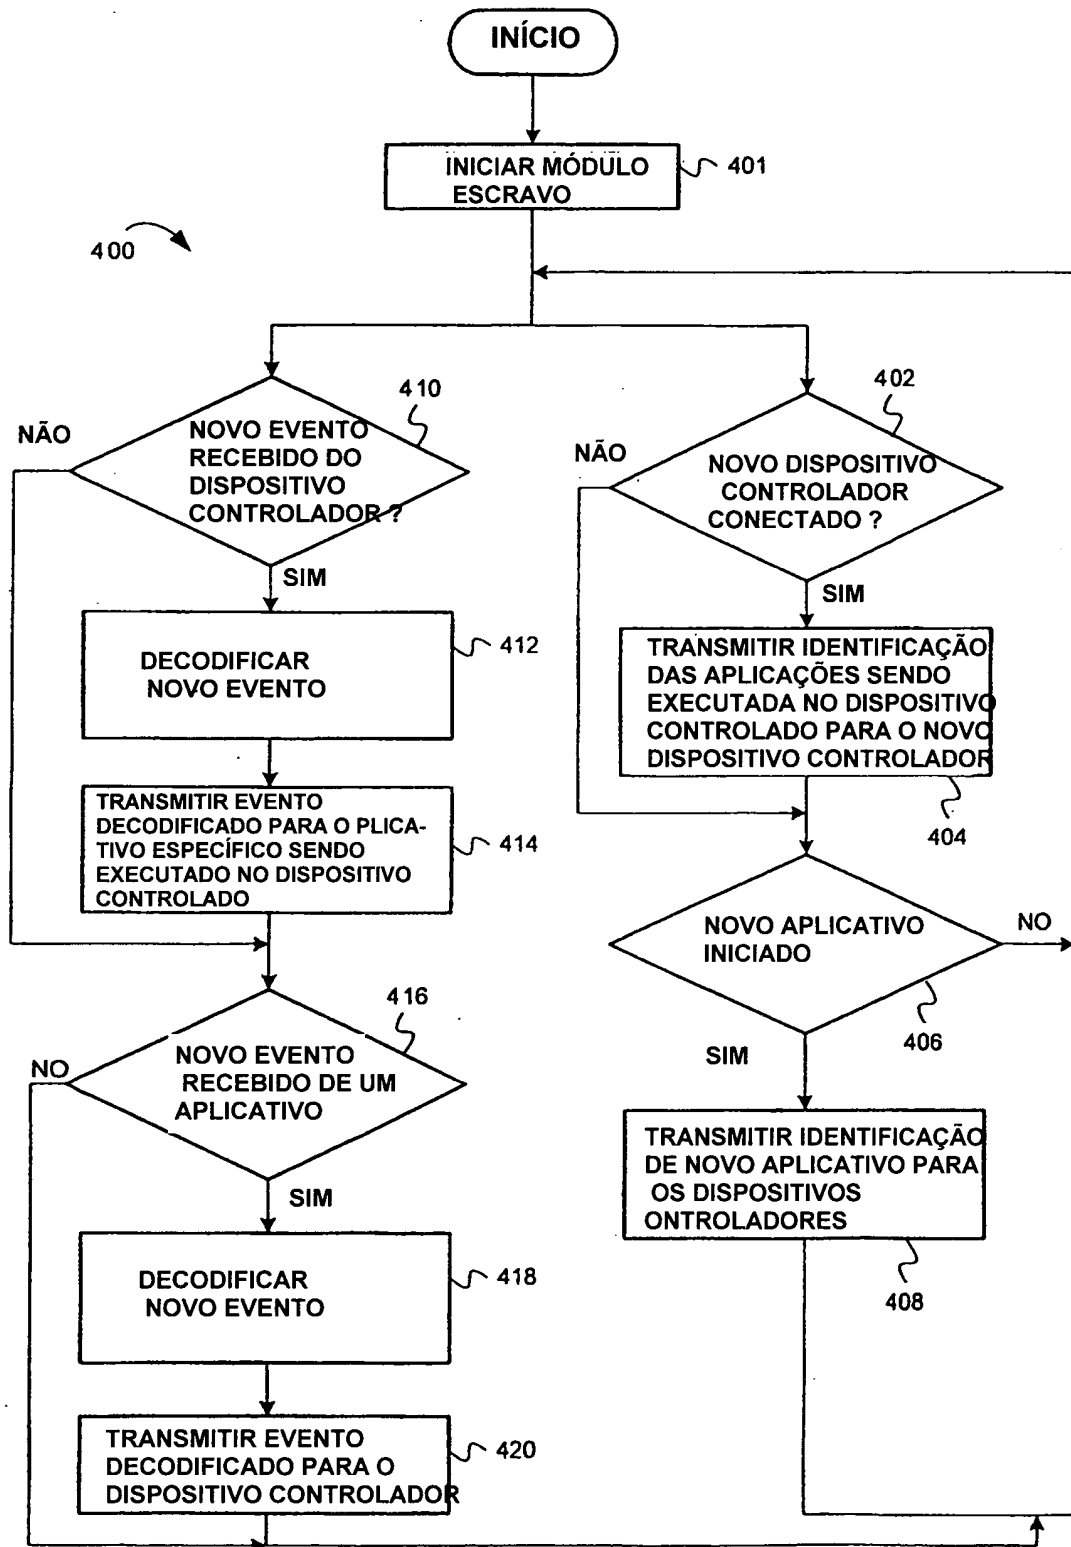 INÍCIO
INICIAR MÓDULO
ESCRAVO
401
400
410
NÃO
NOVO EVENTO
RECEBIDO DO
DISPOSITIVO
CONTROLADOR ?
SIM
412
DECODIFICAR
NOVO EVENTO
TRANSMITIR EVENTO
DECODIFICADO PARA O PLICA-
TIVO ESPECÍFICO SENDO
EXECUTADO NO DISPOSITIVO
CONTROLADO
414
416
NO
NOVO EVENTO
RECEBIDO DE UM
APLICATIVO
SIM
DECODIFICAR
NOVO EVENTO
418
TRANSMITIR EVENTO
DECODIFICADO PARA O
DISPOSITIVO CONTROLADOR
420
402
NÃO
NOVO DISPOSITIVO
CONTROLADOR
CONECTADO ?
SIM
TRANSMITIR IDENTIFICAÇÃO
DAS APLICAÇÕES SENDO
EXECUTADA NO DISPOSITIVO
CONTROLADO PARA O NOVO
DISPOSITIVO CONTROLADOR
404
NOVO APLICATIVO
INICIADO
NO
406
SIM
TRANSMITIR IDENTIFICAÇÃO
DE NOVO APLICATIVO PARA
OS DISPOSITIVOS
ONTROLADORES
408